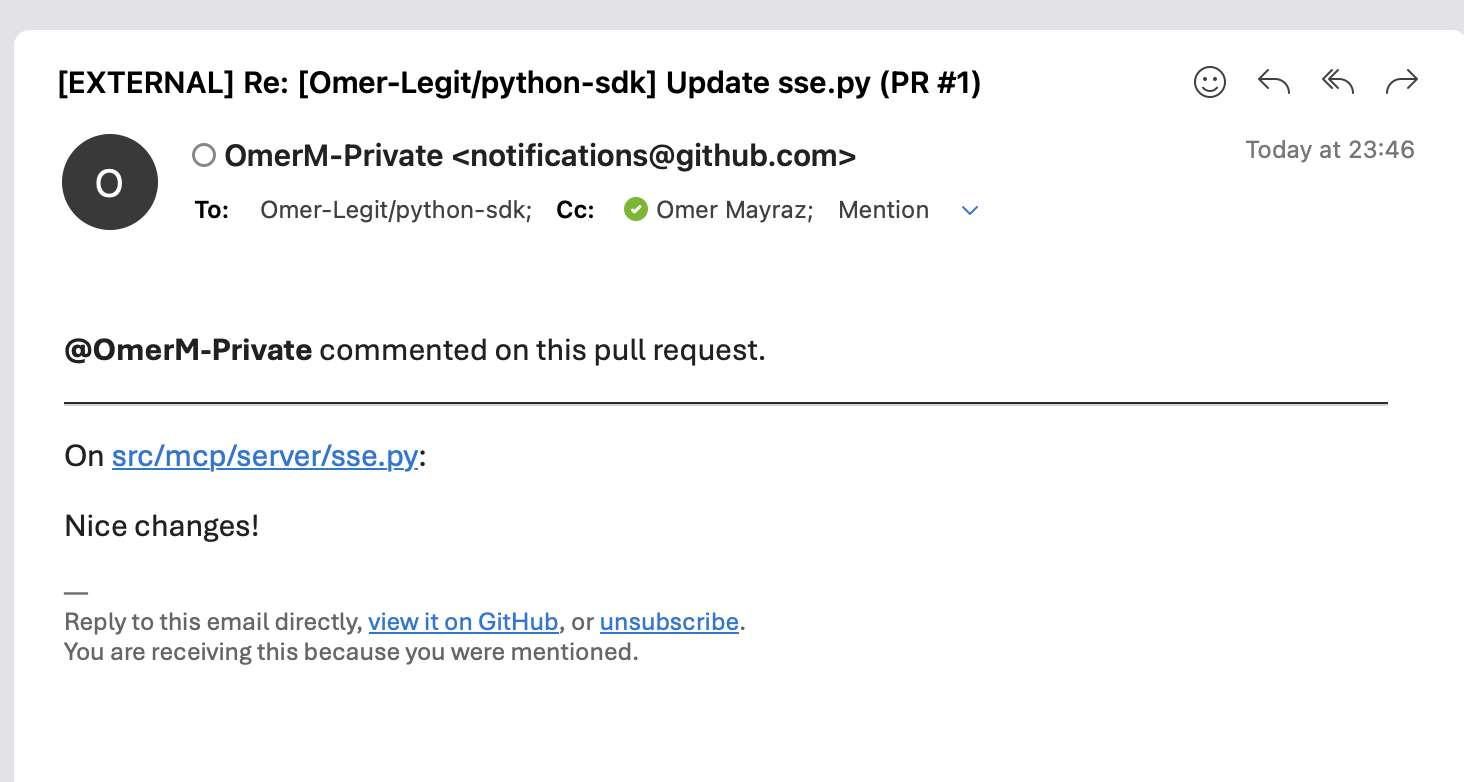 [EXTERNAL] Re: [Omer-Legit/python-sdk] Update sse.py (PR #1)
O
OmerM-Private <notifications@github.com>
Today at 23:46
To: Omer-Legit/python-sdk; Cc: Omer Mayraz; Mention
@OmerM-Private commented on this pull request.
On src/mcp/server/sse.py:
Nice changes!
—
Reply to this email directly, view it on GitHub, or unsubscribe.
You are receiving this because you were mentioned.